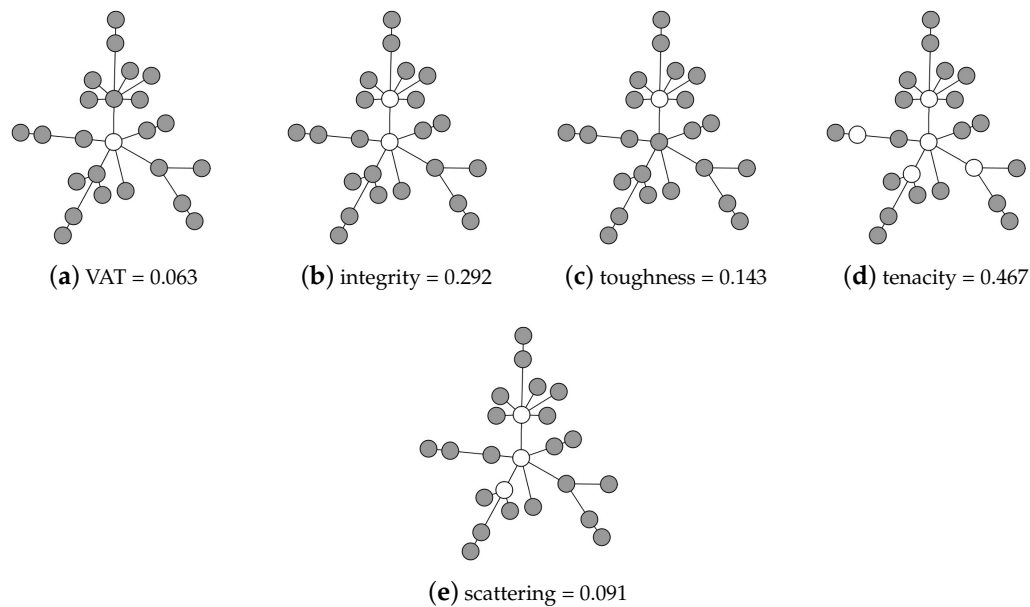 (a) VAT = 0.063
(b) integrity = 0.292
(c) toughness = 0.143
(d) tenacity = 0.467
(e) scattering = 0.091